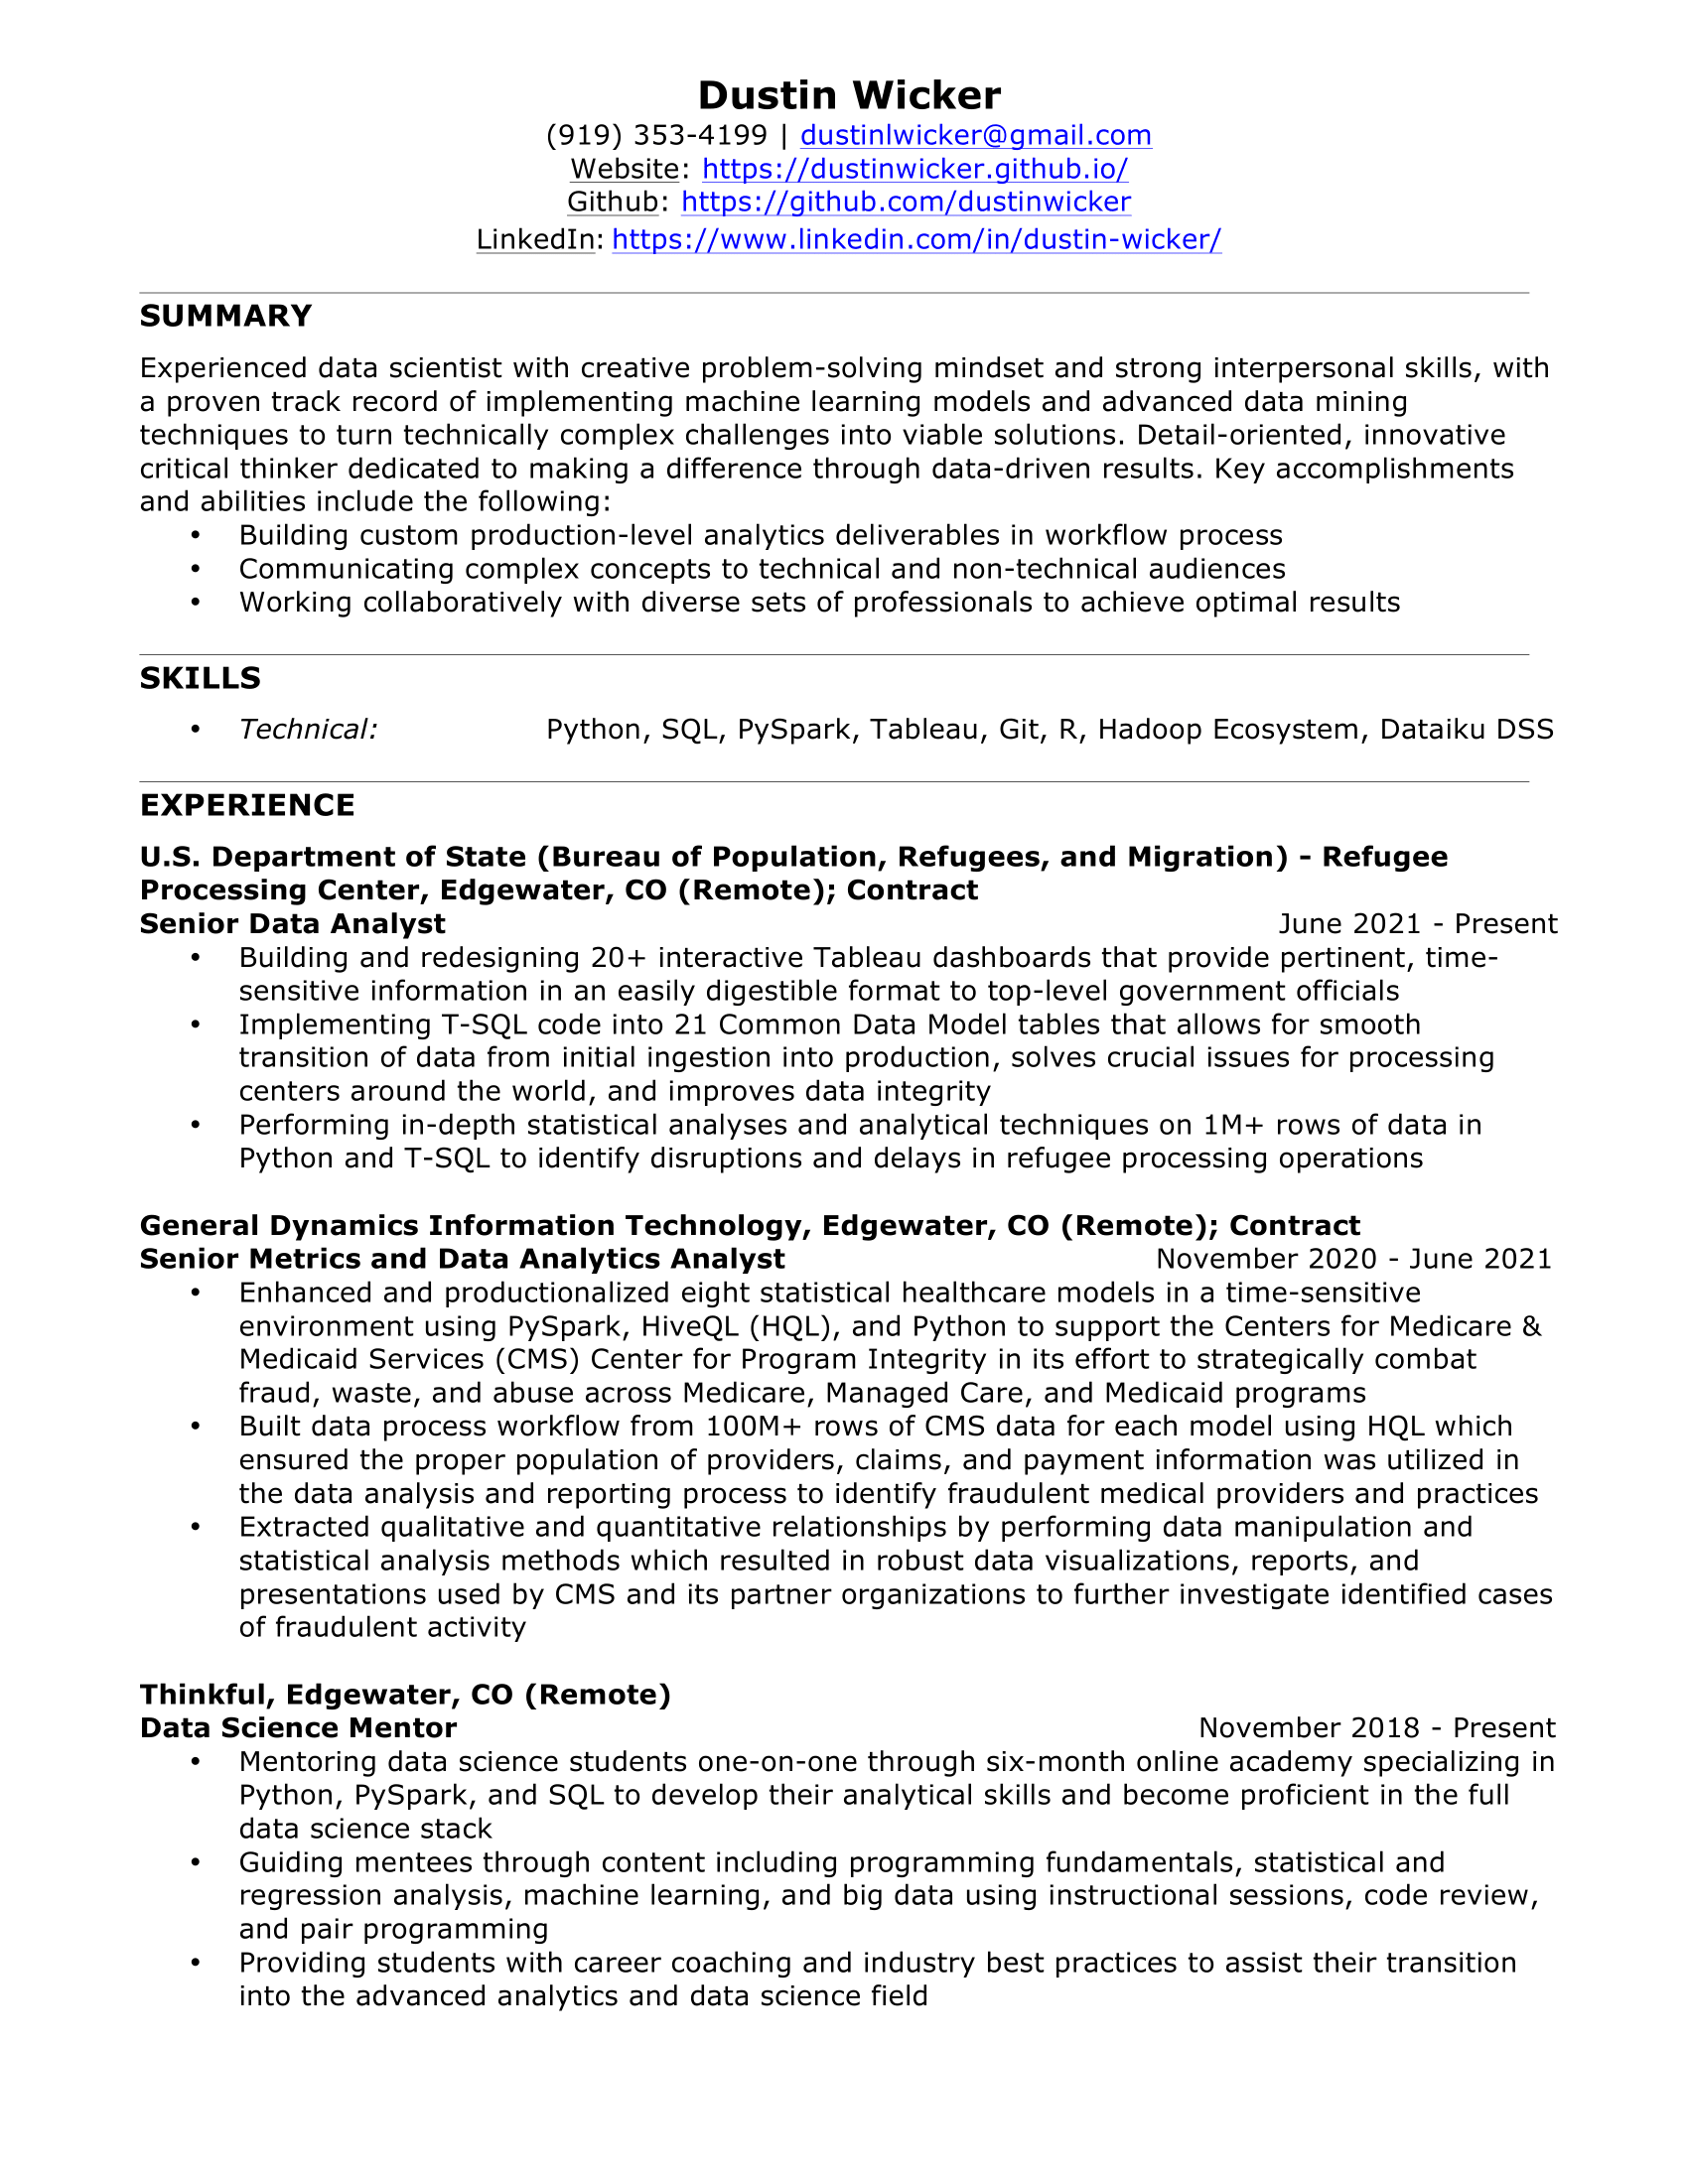 Dustin Wicker
(919) 353-4199 | dustinlwicker@gmail.com
Website: https://dustinwicker.github.io/
Github: https://github.com/dustinwicker
LinkedIn: https://www.linkedin.com/in/dustin-wicker/
SUMMARY
Experienced data scientist with creative problem-solving mindset and strong interpersonal skills, with
a proven track record of implementing machine learning models and advanced data mining
techniques to turn technically complex challenges into viable solutions. Detail-oriented, innovative
critical thinker dedicated to making a difference through data-driven results. Key accomplishments
and abilities include the following:
• Building custom production-level analytics deliverables in workflow process
• Communicating complex concepts to technical and non-technical audiences
• Working collaboratively with diverse sets of professionals to achieve optimal results
SKILLS
• Technical: Python, SQL, PySpark, Tableau, Git, R, Hadoop Ecosystem, Dataiku DSS
EXPERIENCE
U.S. Department of State (Bureau of Population, Refugees, and Migration) - Refugee
Processing Center, Edgewater, CO (Remote); Contract
Senior Data Analyst June 2021 - Present
• Building and redesigning 20+ interactive Tableau dashboards that provide pertinent, time-
sensitive information in an easily digestible format to top-level government officials
• Implementing T-SQL code into 21 Common Data Model tables that allows for smooth
transition of data from initial ingestion into production, solves crucial issues for processing
centers around the world, and improves data integrity
• Performing in-depth statistical analyses and analytical techniques on 1M+ rows of data in
Python and T-SQL to identify disruptions and delays in refugee processing operations
General Dynamics Information Technology, Edgewater, CO (Remote); Contract
Senior Metrics and Data Analytics Analyst November 2020 - June 2021
• Enhanced and productionalized eight statistical healthcare models in a time-sensitive
environment using PySpark, HiveQL (HQL), and Python to support the Centers for Medicare &
Medicaid Services (CMS) Center for Program Integrity in its effort to strategically combat
fraud, waste, and abuse across Medicare, Managed Care, and Medicaid programs
• Built data process workflow from 100M+ rows of CMS data for each model using HQL which
ensured the proper population of providers, claims, and payment information was utilized in
the data analysis and reporting process to identify fraudulent medical providers and practices
• Extracted qualitative and quantitative relationships by performing data manipulation and
statistical analysis methods which resulted in robust data visualizations, reports, and
presentations used by CMS and its partner organizations to further investigate identified cases
of fraudulent activity
Thinkful, Edgewater, CO (Remote)
Data Science Mentor November 2018 - Present
• Mentoring data science students one-on-one through six-month online academy specializing in
Python, PySpark, and SQL to develop their analytical skills and become proficient in the full
data science stack
• Guiding mentees through content including programming fundamentals, statistical and
regression analysis, machine learning, and big data using instructional sessions, code review,
and pair programming
• Providing students with career coaching and industry best practices to assist their transition
into the advanced analytics and data science field